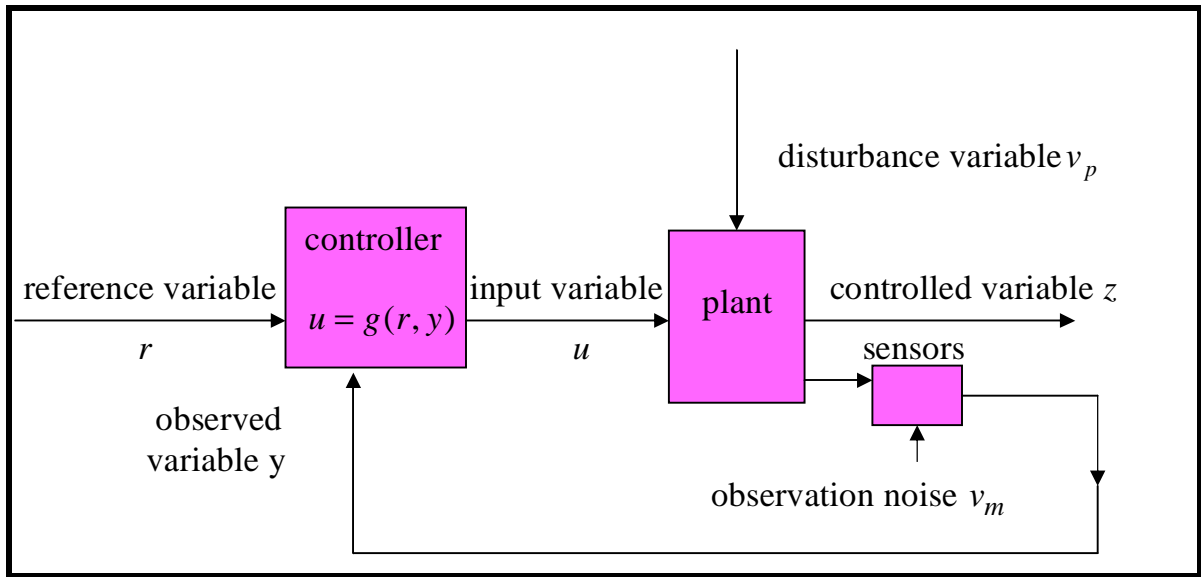 disturbance variable v_p
controller
reference variable
input variable
controlled variable z
plant
u = g(r, y)
r
u
sensors
observed
variable y
observation noise v_m